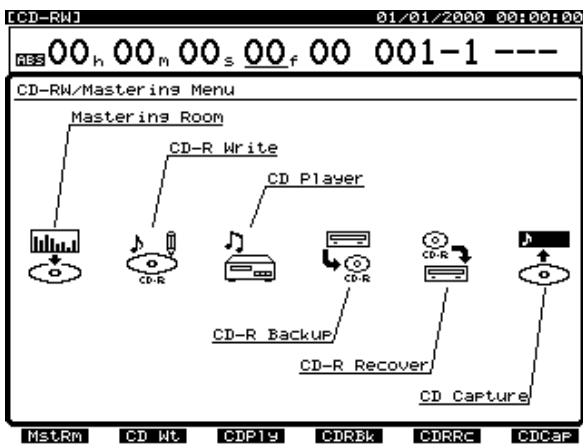 [CD-RW] 01/01/2000 00:00:00
ABS 00h 00m 00s 00f 00 001-1 ---
CD-RW/Mastering Menu
Mastering Room
CD-R Write
CD Player
CD-R CD-R CD-R
CD-R Backup
CD-R Recover
CD Capture
MstRm CD Wt CDPly CDRBk CDRRc CDCap